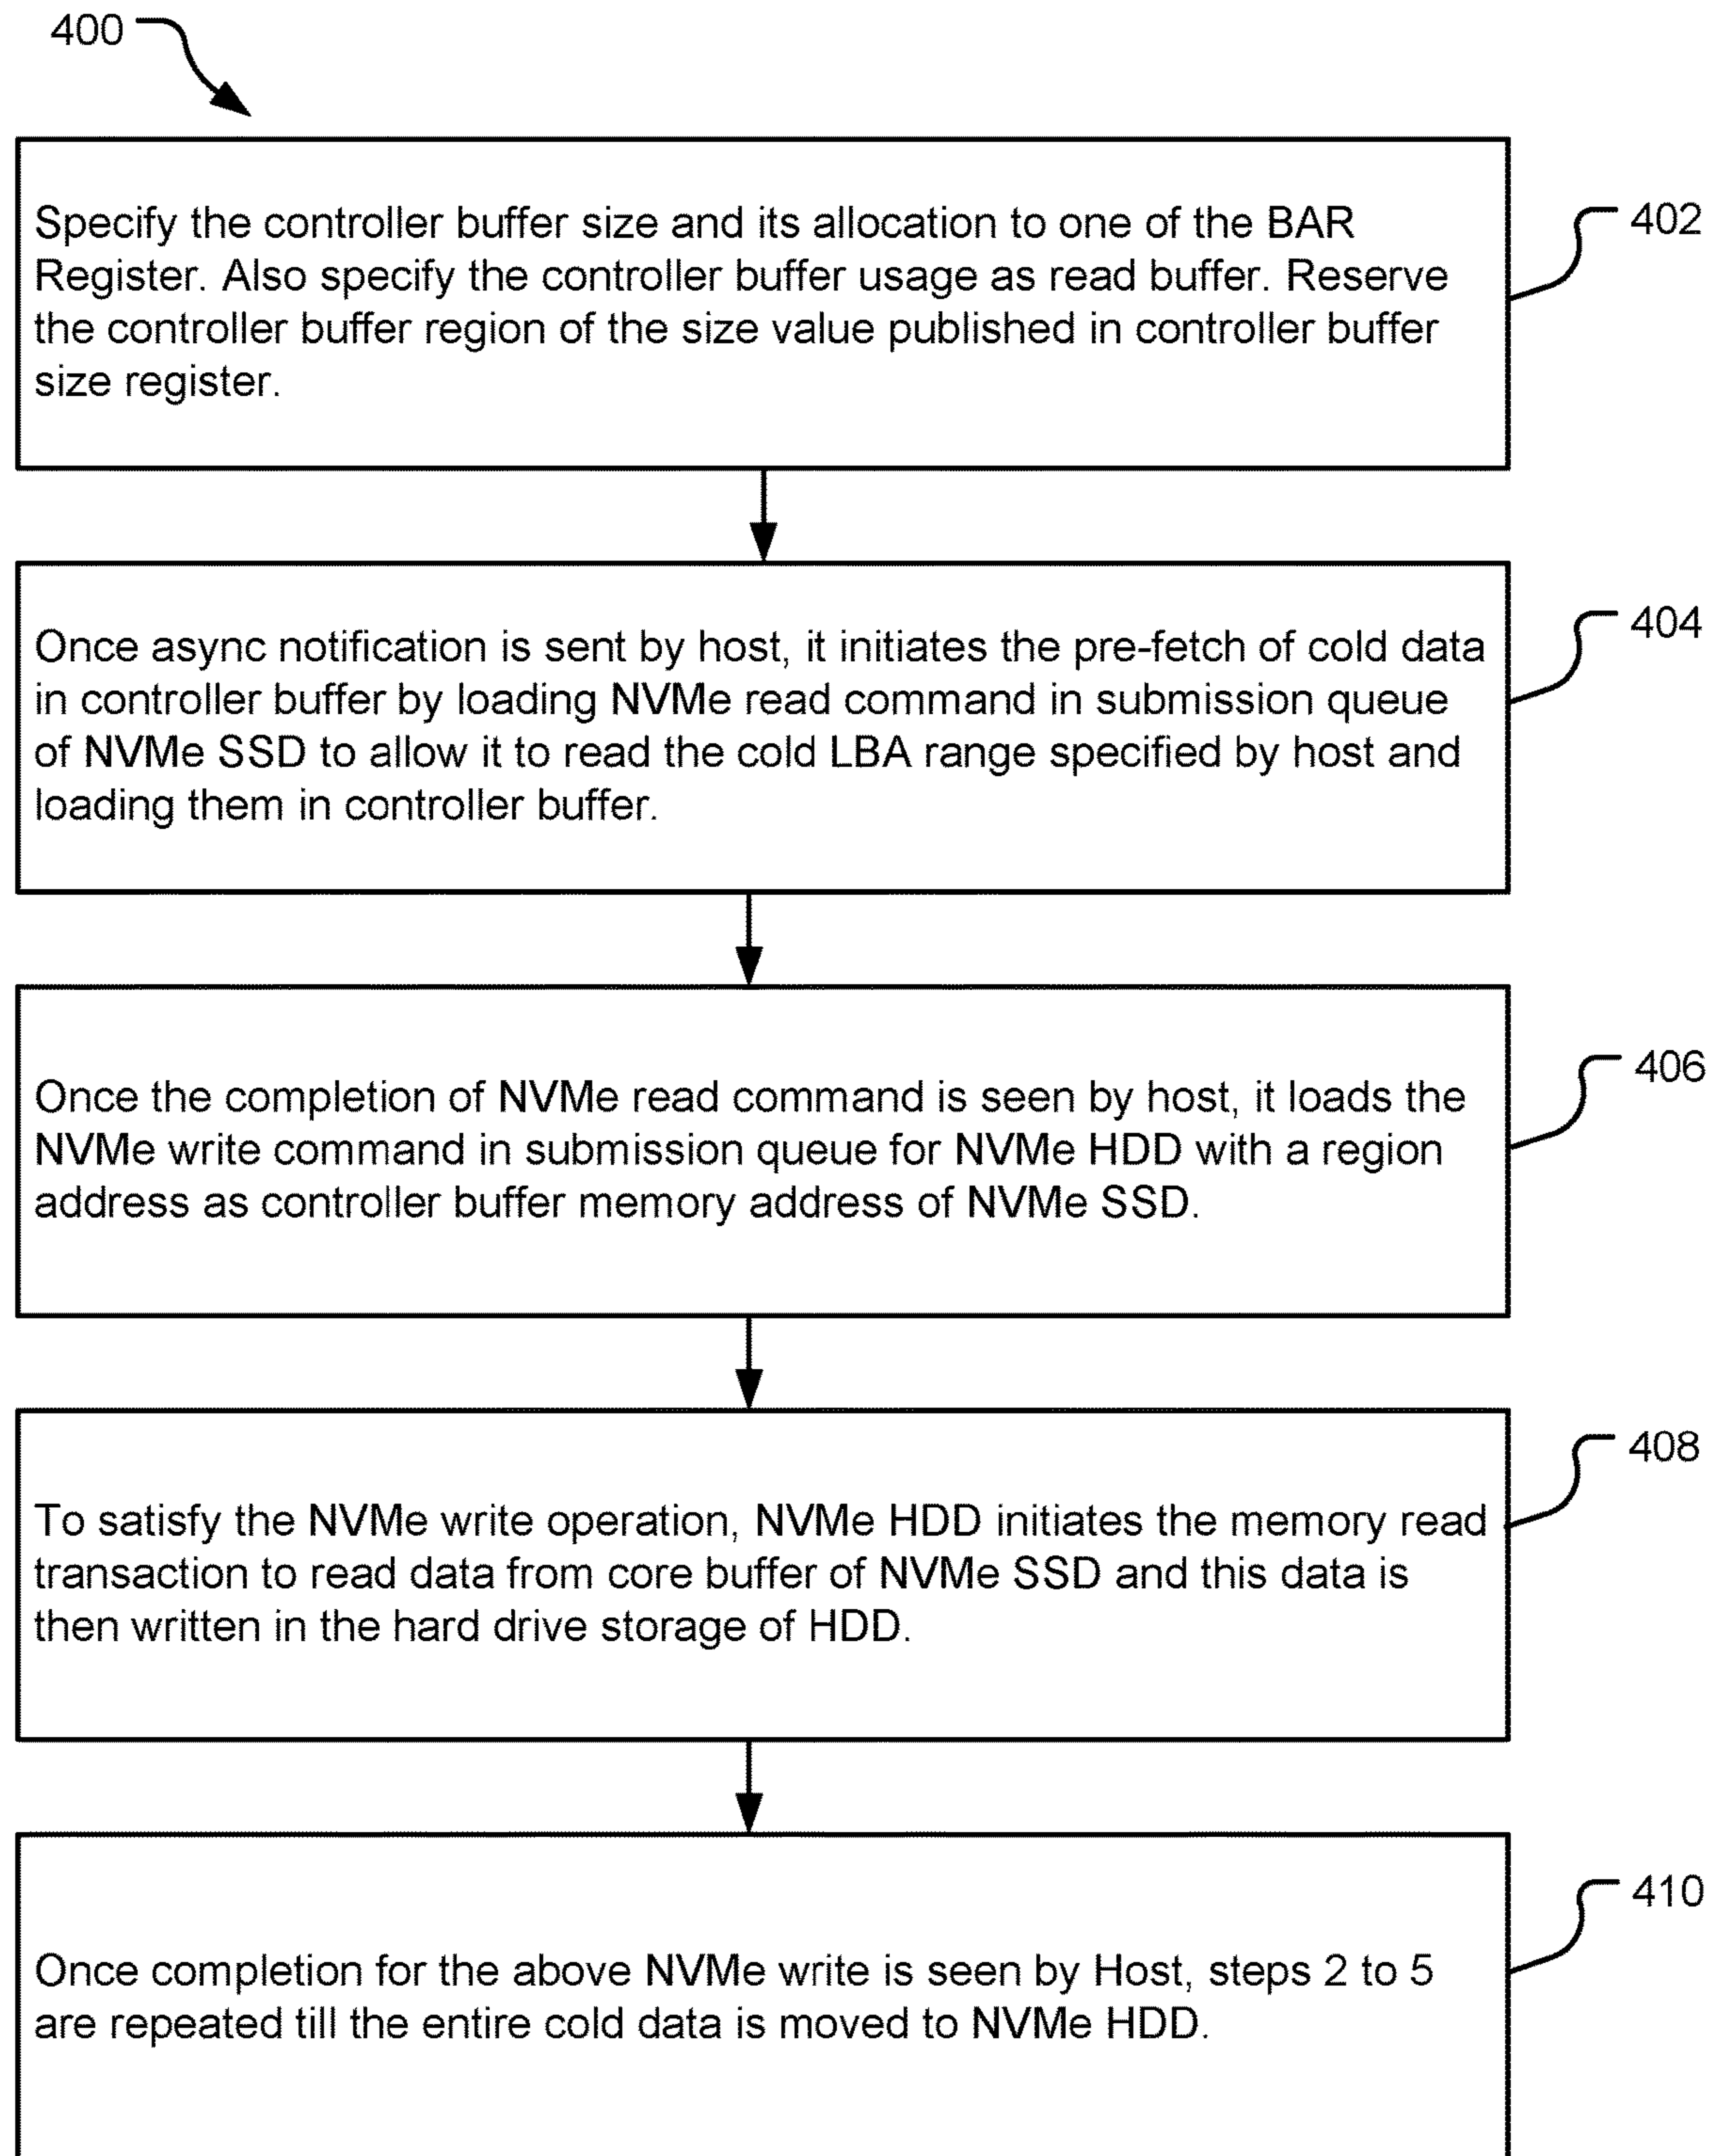 400
Specify the controller buffer size and its allocation to one of the BAR
Register. Also specify the controller buffer usage as read buffer. Reserve
the controller buffer region of the size value published in controller buffer
size register.
402
Once async notification is sent by host, it initiates the pre-fetch of cold data
in controller buffer by loading NVMe read command in submission queue
of NVMe SSD to allow it to read the cold LBA range specified by host and
loading them in controller buffer.
404
Once the completion of NVMe read command is seen by host, it loads the
NVMe write command in submission queue for NVMe HDD with a region
address as controller buffer memory address of NVMe SSD.
406
To satisfy the NVMe write operation, NVMe HDD initiates the memory read
transaction to read data from core buffer of NVMe SSD and this data is
then written in the hard drive storage of HDD.
408
Once completion for the above NVMe write is seen by Host, steps 2 to 5
are repeated till the entire cold data is moved to NVMe HDD.
410